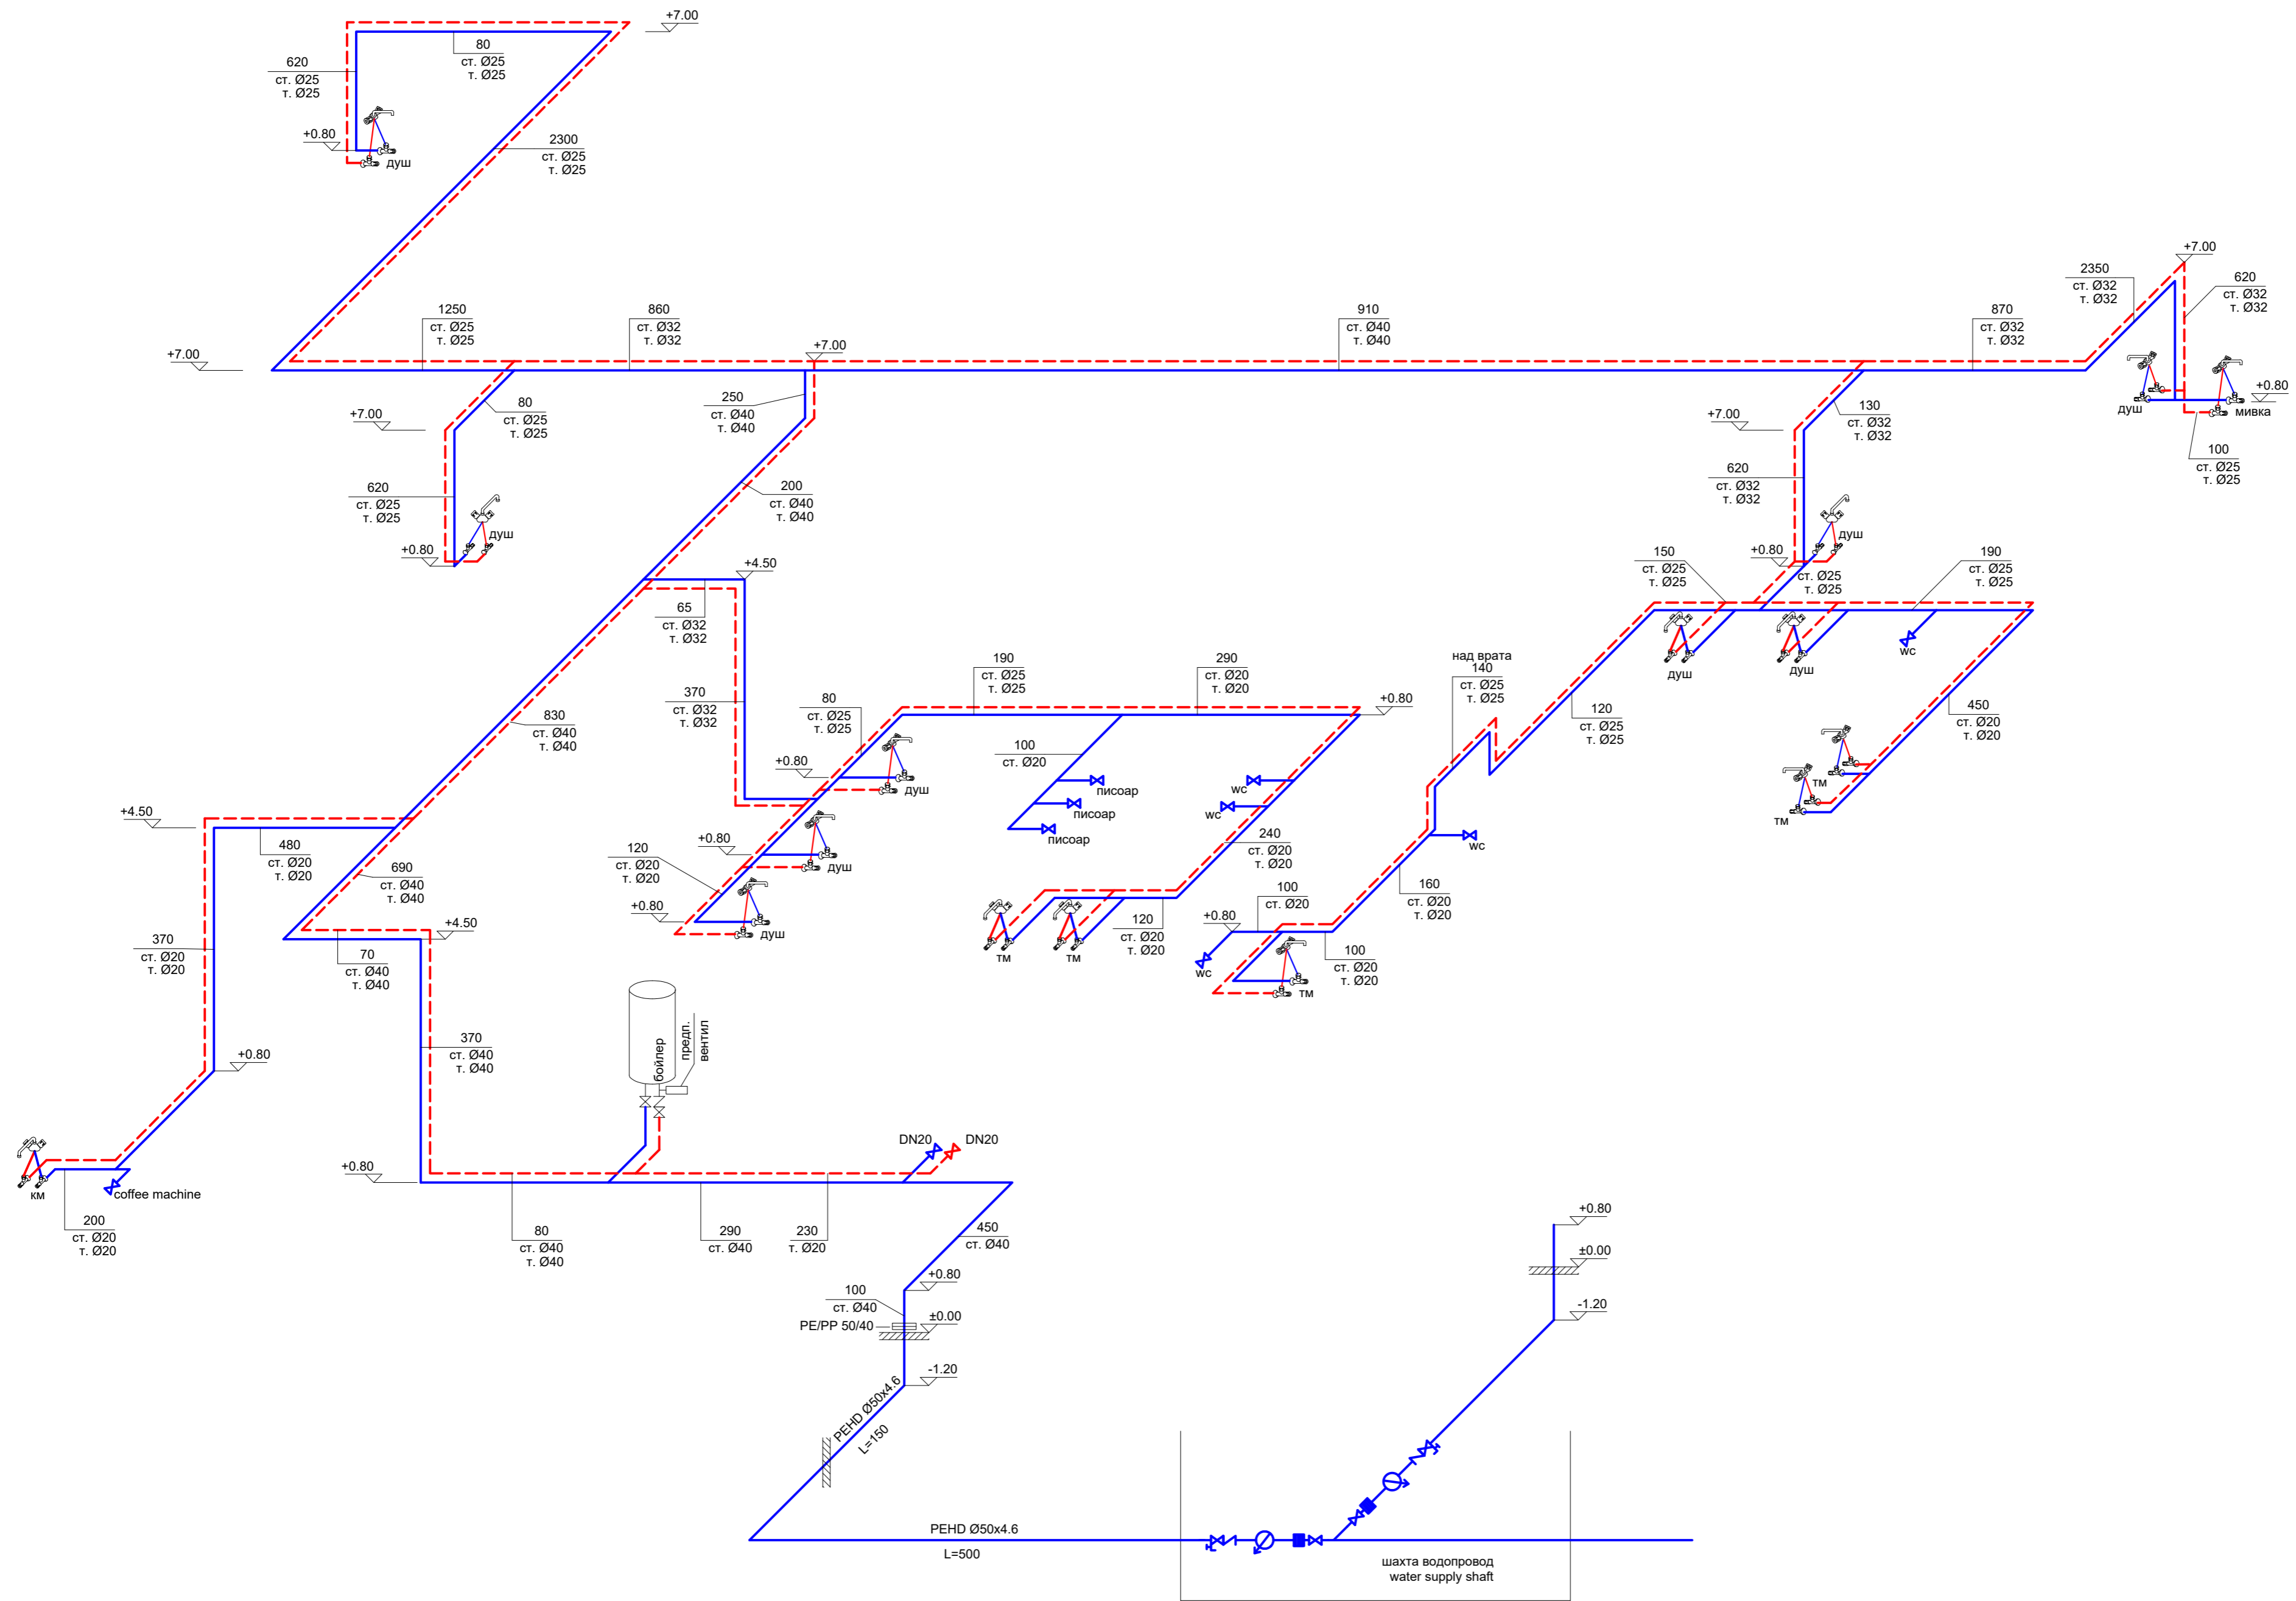 +7.00
80
ст. Ø25
т. Ø25
620
ст. Ø25
т. Ø25
+0.80
душ
2300
ст. Ø25
т. Ø25
+7.00
1250
ст. Ø25
т. Ø25
860
ст. Ø32
т. Ø32
+7.00
910
ст. Ø40
т. Ø40
870
ст. Ø32
т. Ø32
2350
ст. Ø32
т. Ø32
+7.00
620
ст. Ø32
т. Ø32
+0.80
душ
мивка
100
ст. Ø25
т. Ø25
+7.00
80
ст. Ø25
т. Ø25
620
ст. Ø25
т. Ø25
душ
+0.80
250
ст. Ø40
т. Ø40
200
ст. Ø40
т. Ø40
+7.00
130
ст. Ø32
т. Ø32
620
ст. Ø32
т. Ø32
душ
+0.80
ст. Ø25
т. Ø25
150
ст. Ø25
т. Ø25
190
ст. Ø25
т. Ø25
душ
душ
wc
+4.50
65
ст. Ø32
т. Ø32
370
ст. Ø32
т. Ø32
830
ст. Ø40
т. Ø40
80
ст. Ø25
т. Ø25
190
ст. Ø25
т. Ø25
290
ст. Ø20
т. Ø20
+0.80
над врата
140
ст. Ø25
т. Ø25
120
ст. Ø25
т. Ø25
450
ст. Ø20
т. Ø20
тм
тм
100
ст. Ø20
писоар
писоар
писоар
wc
wc
+0.80
душ
+0.80
душ
120
ст. Ø20
т. Ø20
+0.80
душ
240
ст. Ø20
т. Ø20
120
ст. Ø20
т. Ø20
тм
тм
wc
160
ст. Ø20
т. Ø20
100
ст. Ø20
+0.80
wc
100
ст. Ø20
т. Ø20
тм
+4.50
480
ст. Ø20
т. Ø20
690
ст. Ø40
т. Ø40
+4.50
70
ст. Ø40
т. Ø40
370
ст. Ø20
т. Ø20
370
ст. Ø40
т. Ø40
+0.80
бойлер
предп.
вентил
DN20
DN20
+0.80
км
coffee machine
200
ст. Ø20
т. Ø20
80
ст. Ø40
т. Ø40
290
ст. Ø40
230
т. Ø20
450
ст. Ø40
+0.80
100
ст. Ø40
PE/PP 50/40
±0.00
-1.20
PEHD Ø50x4.6
L=150
+0.80
±0.00
-1.20
PEHD Ø50x4.6
L=500
шахта водопровод
water supply shaft